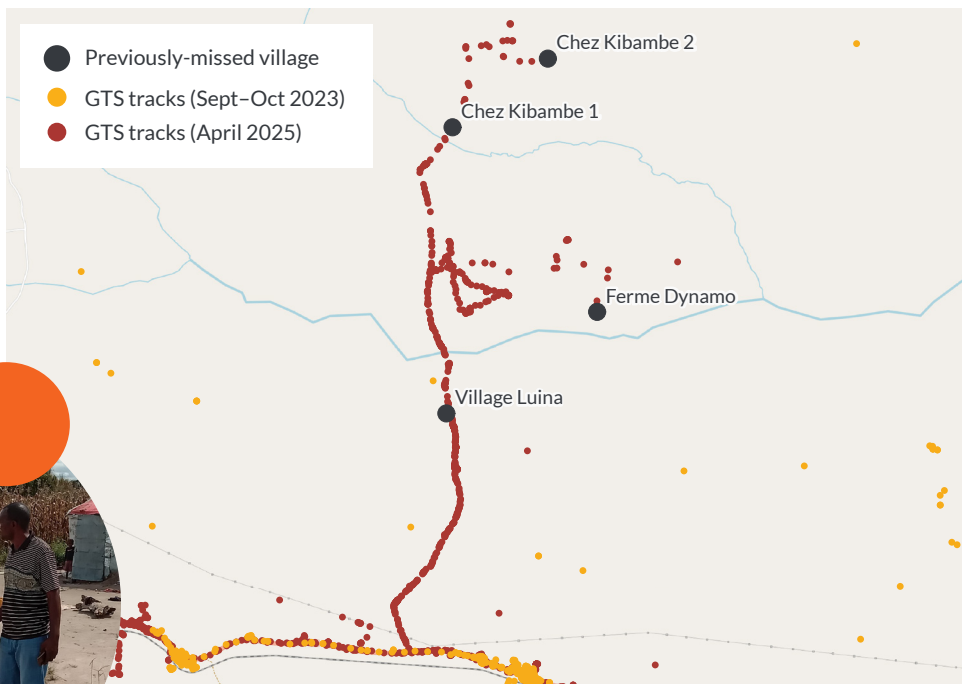 Previously-missed village
GTS tracks (Sept–Oct 2023)
GTS tracks (April 2025)
Chez Kibambe 2
Chez Kibambe 1
Ferme Dynamo
Village Luina